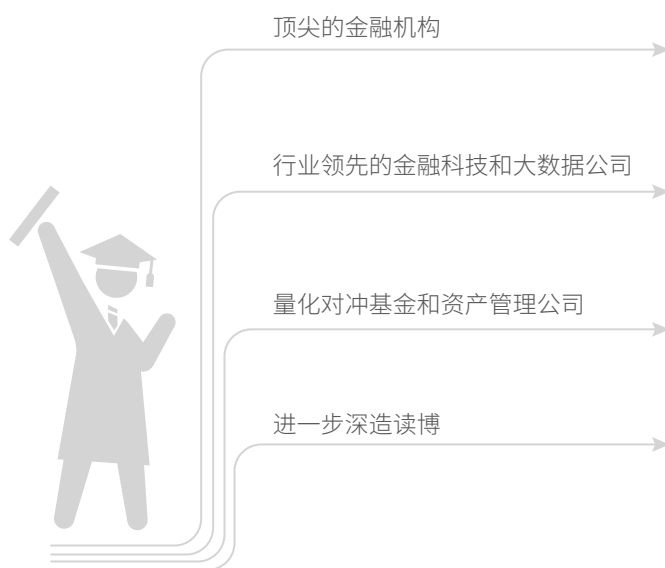 顶尖的金融机构
行业领先的金融科技和大数据公司
量化对冲基金和资产管理公司
进一步深造读博